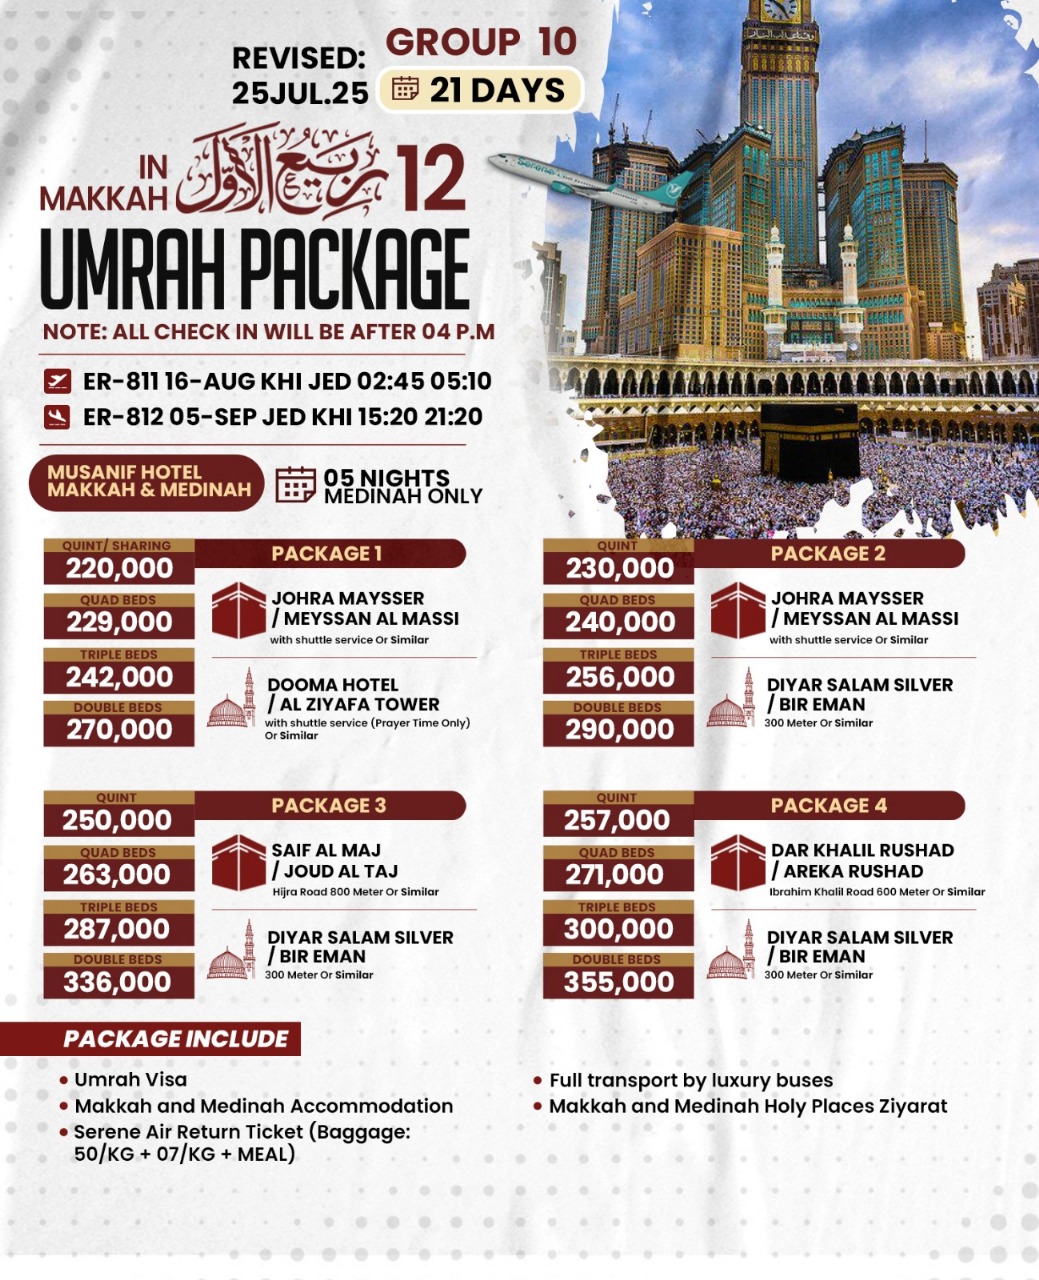 GROUP 10
REVISED:
25JUL.25
21 DAYS
IN
MAKKAH
ربيع الأول
12
UMRAH PACKAGE
NOTE: ALL CHECK IN WILL BE AFTER 04 P.M
ER-811 16-AUG KHI JED 02:45 05:10
ER-812 05-SEP JED KHI 15:20 21:20
MUSANIF HOTEL
MAKKAH & MEDINAH
05 NIGHTS
MEDINAH ONLY
serene
PACKAGE 1
QUINT/ SHARING
220,000
QUAD BEDS
229,000
TRIPLE BEDS
242,000
DOUBLE BEDS
270,000
JOHRA MAYSSER
/ MEYSSAN AL MASSI
with shuttle service Or Similar
DOOMA HOTEL
/ AL ZIYAFA TOWER
with shuttle service (Prayer Time Only)
Or Similar
PACKAGE 2
QUINT
230,000
QUAD BEDS
240,000
TRIPLE BEDS
256,000
DOUBLE BEDS
290,000
JOHRA MAYSSER
/ MEYSSAN AL MASSI
with shuttle service Or Similar
DIYAR SALAM SILVER
/ BIR EMAN
300 Meter Or Similar
PACKAGE 3
QUINT
250,000
QUAD BEDS
263,000
TRIPLE BEDS
287,000
DOUBLE BEDS
336,000
SAIF AL MAJ
/ JOUD AL TAJ
Hijra Road 800 Meter Or Similar
DIYAR SALAM SILVER
/ BIR EMAN
300 Meter Or Similar
PACKAGE 4
QUINT
257,000
QUAD BEDS
271,000
TRIPLE BEDS
300,000
DOUBLE BEDS
355,000
DAR KHALIL RUSHAD
/ AREKA RUSHAD
Ibrahim Khalil Road 600 Meter Or Similar
DIYAR SALAM SILVER
/ BIR EMAN
300 Meter Or Similar
PACKAGE INCLUDE
• Umrah Visa
• Makkah and Medinah Accommodation
• Serene Air Return Ticket (Baggage:
50/KG + 07/KG + MEAL)
• Full transport by luxury buses
• Makkah and Medinah Holy Places Ziyarat